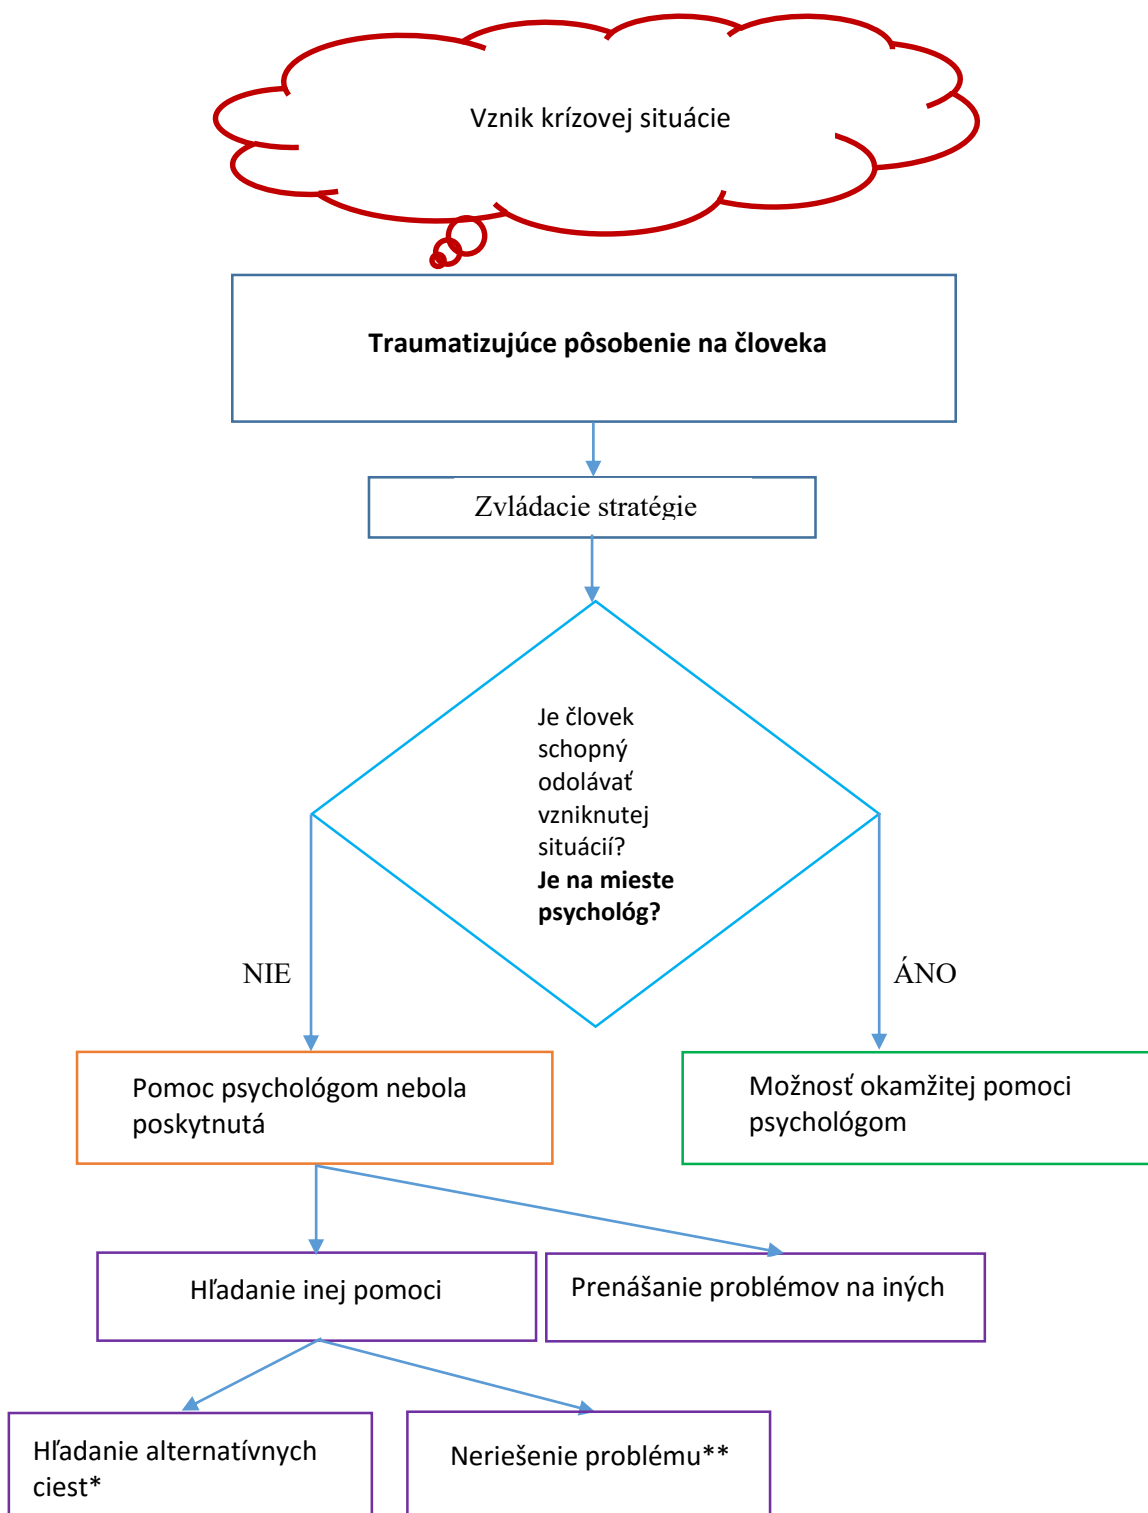 Vznik krízovej situácie
Traumatizujúce pôsobenie na človeka
Zvládacie stratégie
Je človek
schopný
odolávať
vzniknutej
situácií?
Je na mieste
psychológ?
NIE
ÁNO
Pomoc psychológom nebola
poskytnutá
Možnosť okamžitej pomoci
psychológom
Hľadanie inej pomoci
Prenášanie problémov na iných
Hľadanie alternatívnych
ciest*
Neriešenie problému**